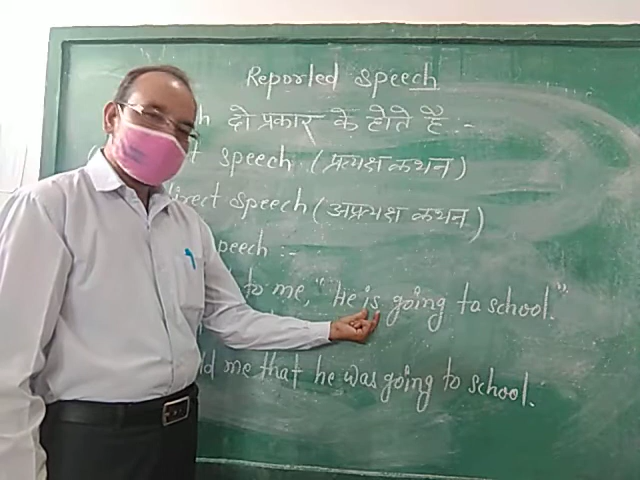 Reported speech
दो प्रकार के होते है :-
speech (प्रत्यक्ष कथन)
direct speech (अप्रत्यक्ष कथन)
peech :-
to me, "He is going to school."
me that he was going to school.